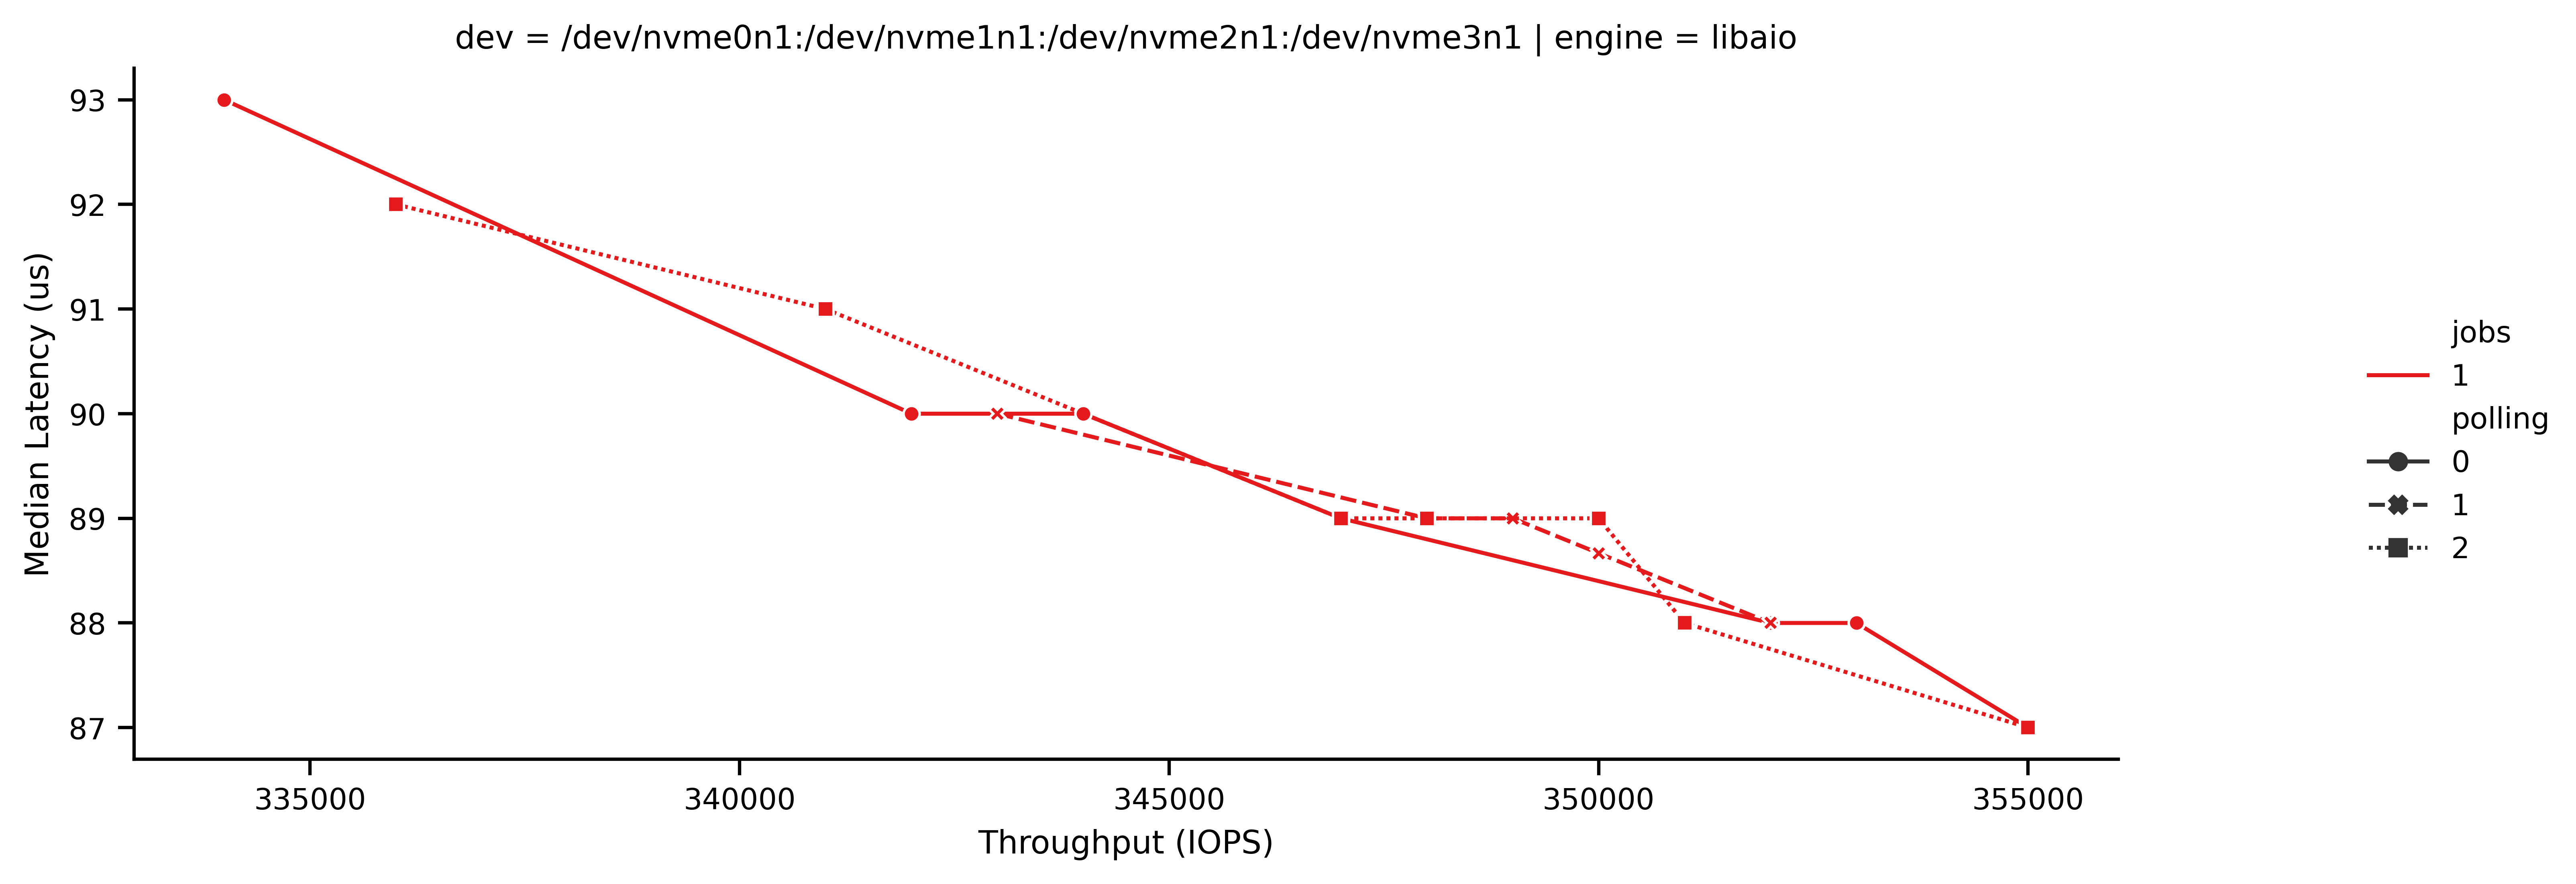 dev = /dev/nvme0n1:/dev/nvme1n1:/dev/nvme2n1:/dev/nvme3n1 | engine = libaio
Median Latency (us)
93
92
91
90
89
88
87
335000 340000 345000 350000 355000
Throughput (IOPS)
jobs
1
polling
0
1
2